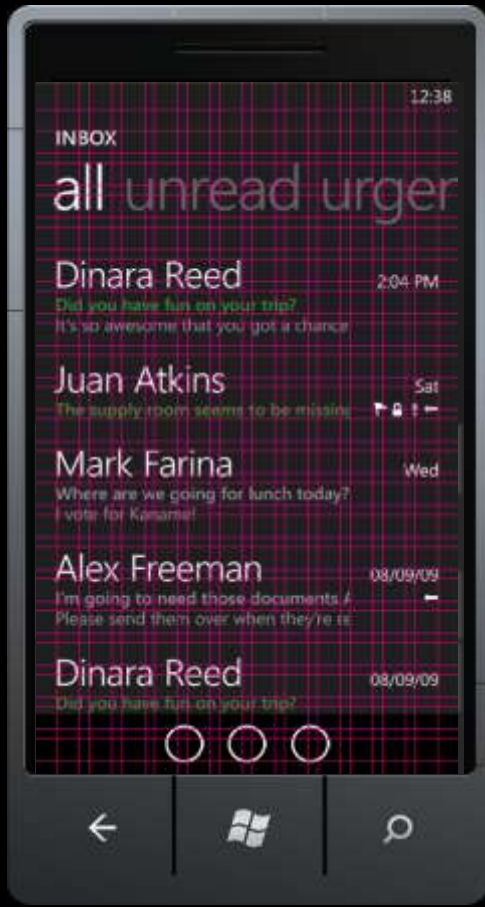 12:38
INBOX
all unread urger
Dinara Reed 2:04 PM
Did you have fun on your trip?
It's so awesome that you got a chance
Juan Atkins Sat
The supply room seems to be missing
Mark Farina Wed
Where are we going for lunch today?
I vote for Kaname!
Alex Freeman 08/09/09
I'm going to need those documents A
Please send them over when they're re
Dinara Reed 08/09/09
Did you have fun on your trip?